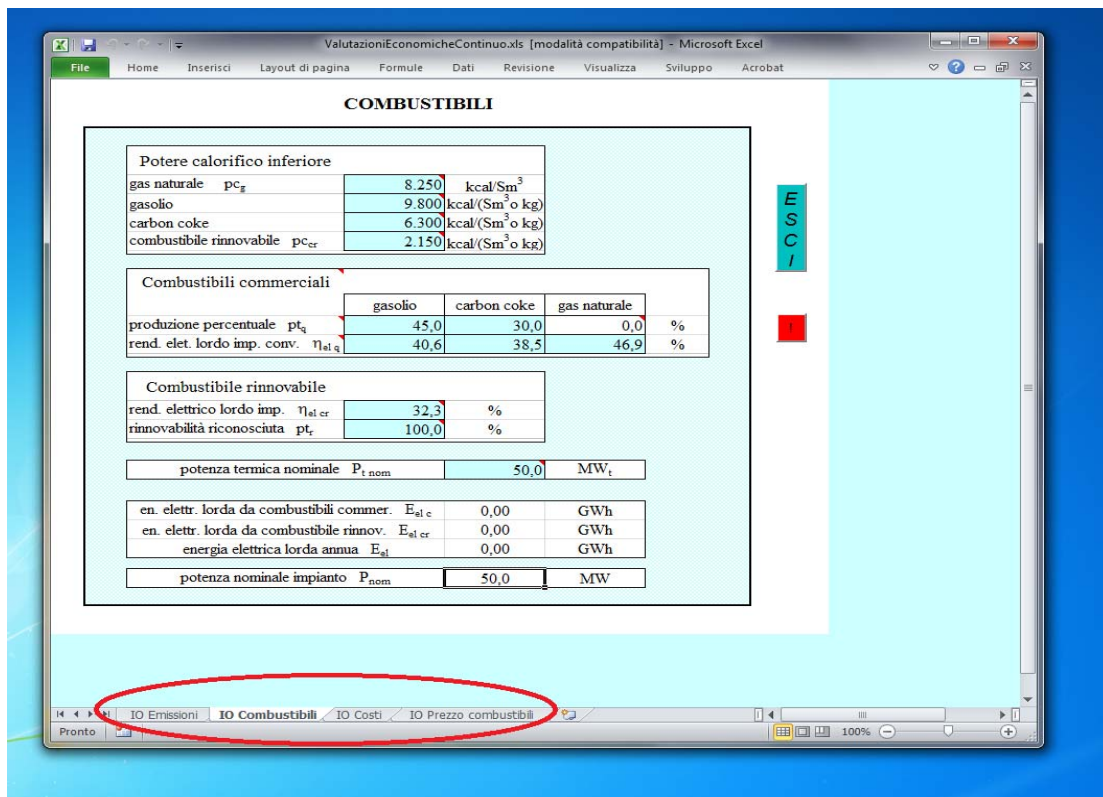 ValutazioniEconomicheContinuo.xls [modalità compatibilità] - Microsoft Excel
File Home Inserisci Layout di pagina Formule Dati Revisione Visualizza Sviluppo Acrobat
COMBUSTIBILI
Potere calorifico inferiore
gas naturale pcg 8.250 kcal/Sm3
gasolio 9.800 kcal/(Sm3o kg)
carbon coke 6.300 kcal/(Sm3o kg)
combustibile rinnovabile pccr 2.150 kcal/(Sm3o kg)
ESCI
Combustibili commerciali
gasolio carbon coke gas naturale
produzione percentuale ptq 45,0 30,0 0,0 %
rend. elet. lordo imp. conv. ηel q 40,6 38,5 46,9 %
!
Combustibile rinnovabile
rend. elettrico lordo imp. ηel cr 32,3 %
rinnovabilità riconosciuta ptr 100,0 %
potenza termica nominale Pt nom 50,0 MWt
en. elettr. lorda da combustibili commer. Eel c 0,00 GWh
en. elettr. lorda da combustibile rinnov. Eel cr 0,00 GWh
energia elettrica lorda annua Eel 0,00 GWh
potenza nominale impianto Pnom 50,0 MW
IO Emissioni IO Combustibili IO Costi IO Prezzo combustibili
Pronto 100%